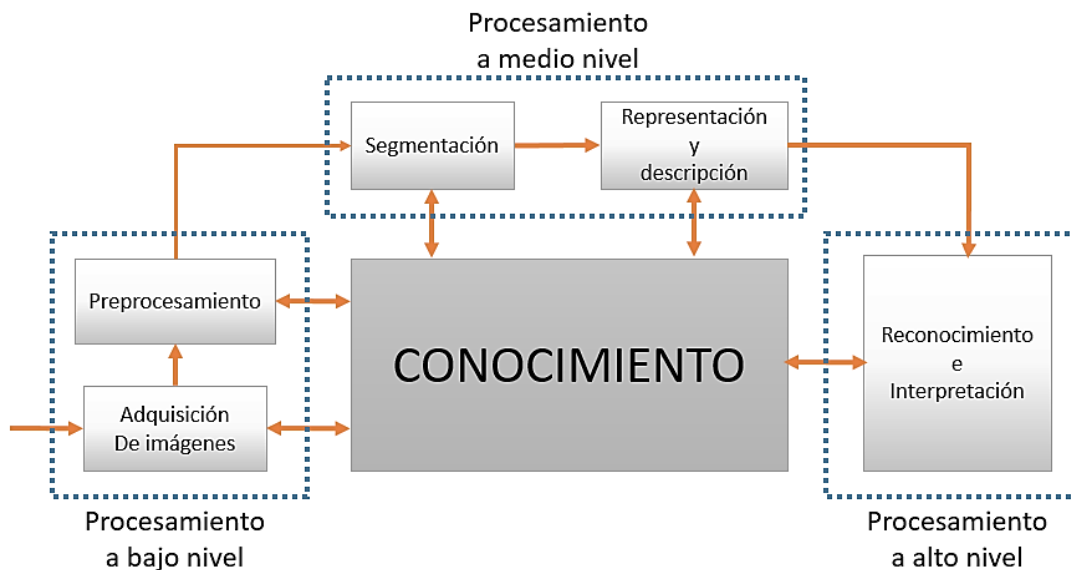 Procesamiento
a medio nivel
Segmentación
Representación
y
descripción
Preprocesamiento
CONOCIMIENTO
Reconocimiento
e
Interpretación
Adquisición
De imágenes
Procesamiento
a bajo nivel
Procesamiento
a alto nivel